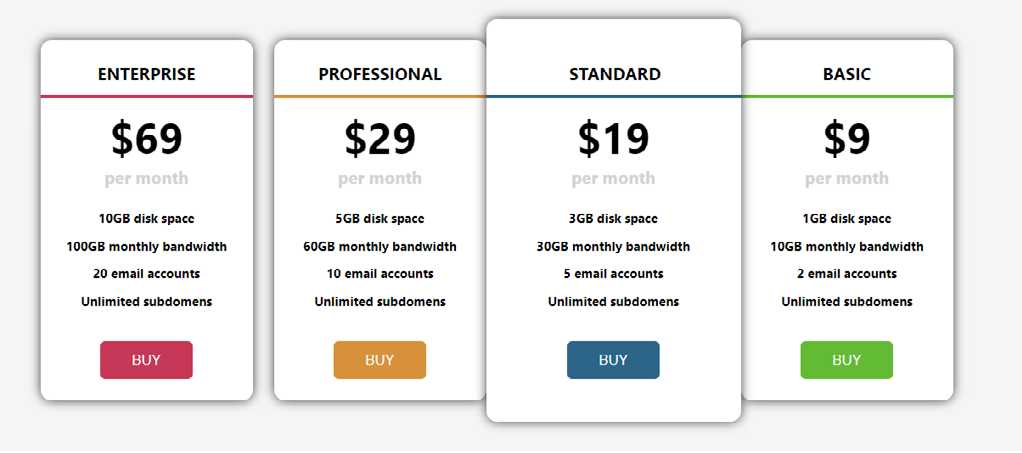 ENTERPRISE
$69
per month
10GB disk space
100GB monthly bandwidth
20 email accounts
Unlimited subdomens
BUY
PROFESSIONAL
$29
per month
5GB disk space
60GB monthly bandwidth
10 email accounts
Unlimited subdomens
BUY
STANDARD
$19
per month
3GB disk space
30GB monthly bandwidth
5 email accounts
Unlimited subdomens
BUY
BASIC
$9
per month
1GB disk space
10GB monthly bandwidth
2 email accounts
Unlimited subdomens
BUY